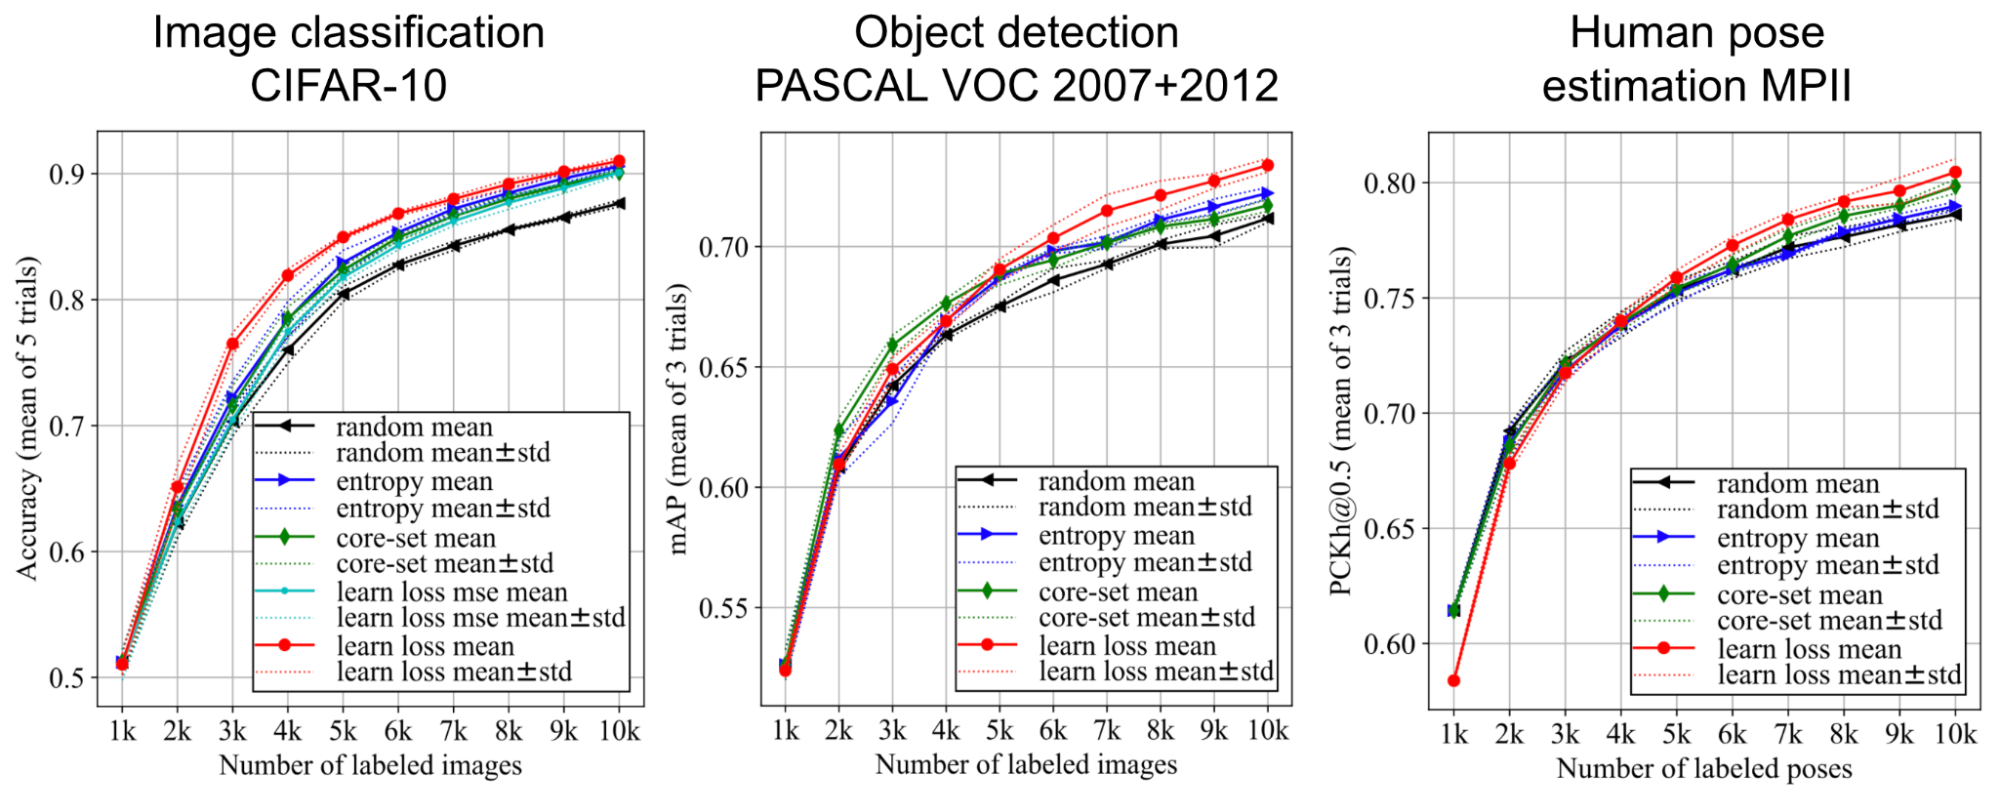 Image classification
CIFAR-10
Accuracy (mean of 5 trials)
0.9
0.8
0.7
0.6
0.5
random mean
random mean±std
entropy mean
entropy mean±std
core-set mean
core-set mean±std
learn loss mse mean
learn loss mse mean±std
learn loss mean
learn loss mean±std
1k 2k 3k 4k 5k 6k 7k 8k 9k 10k
Number of labeled images
Object detection
PASCAL VOC 2007+2012
mAP (mean of 3 trials)
0.70
0.65
0.60
0.55
random mean
random mean±std
entropy mean
entropy mean±std
core-set mean
core-set mean±std
learn loss mean
learn loss mean±std
1k 2k 3k 4k 5k 6k 7k 8k 9k 10k
Number of labeled images
Human pose
estimation MPII
PCKh@0.5 (mean of 3 trials)
0.80
0.75
0.70
0.65
0.60
random mean
random mean±std
entropy mean
entropy mean±std
core-set mean
core-set mean±std
learn loss mean
learn loss mean±std
1k 2k 3k 4k 5k 6k 7k 8k 9k 10k
Number of labeled poses